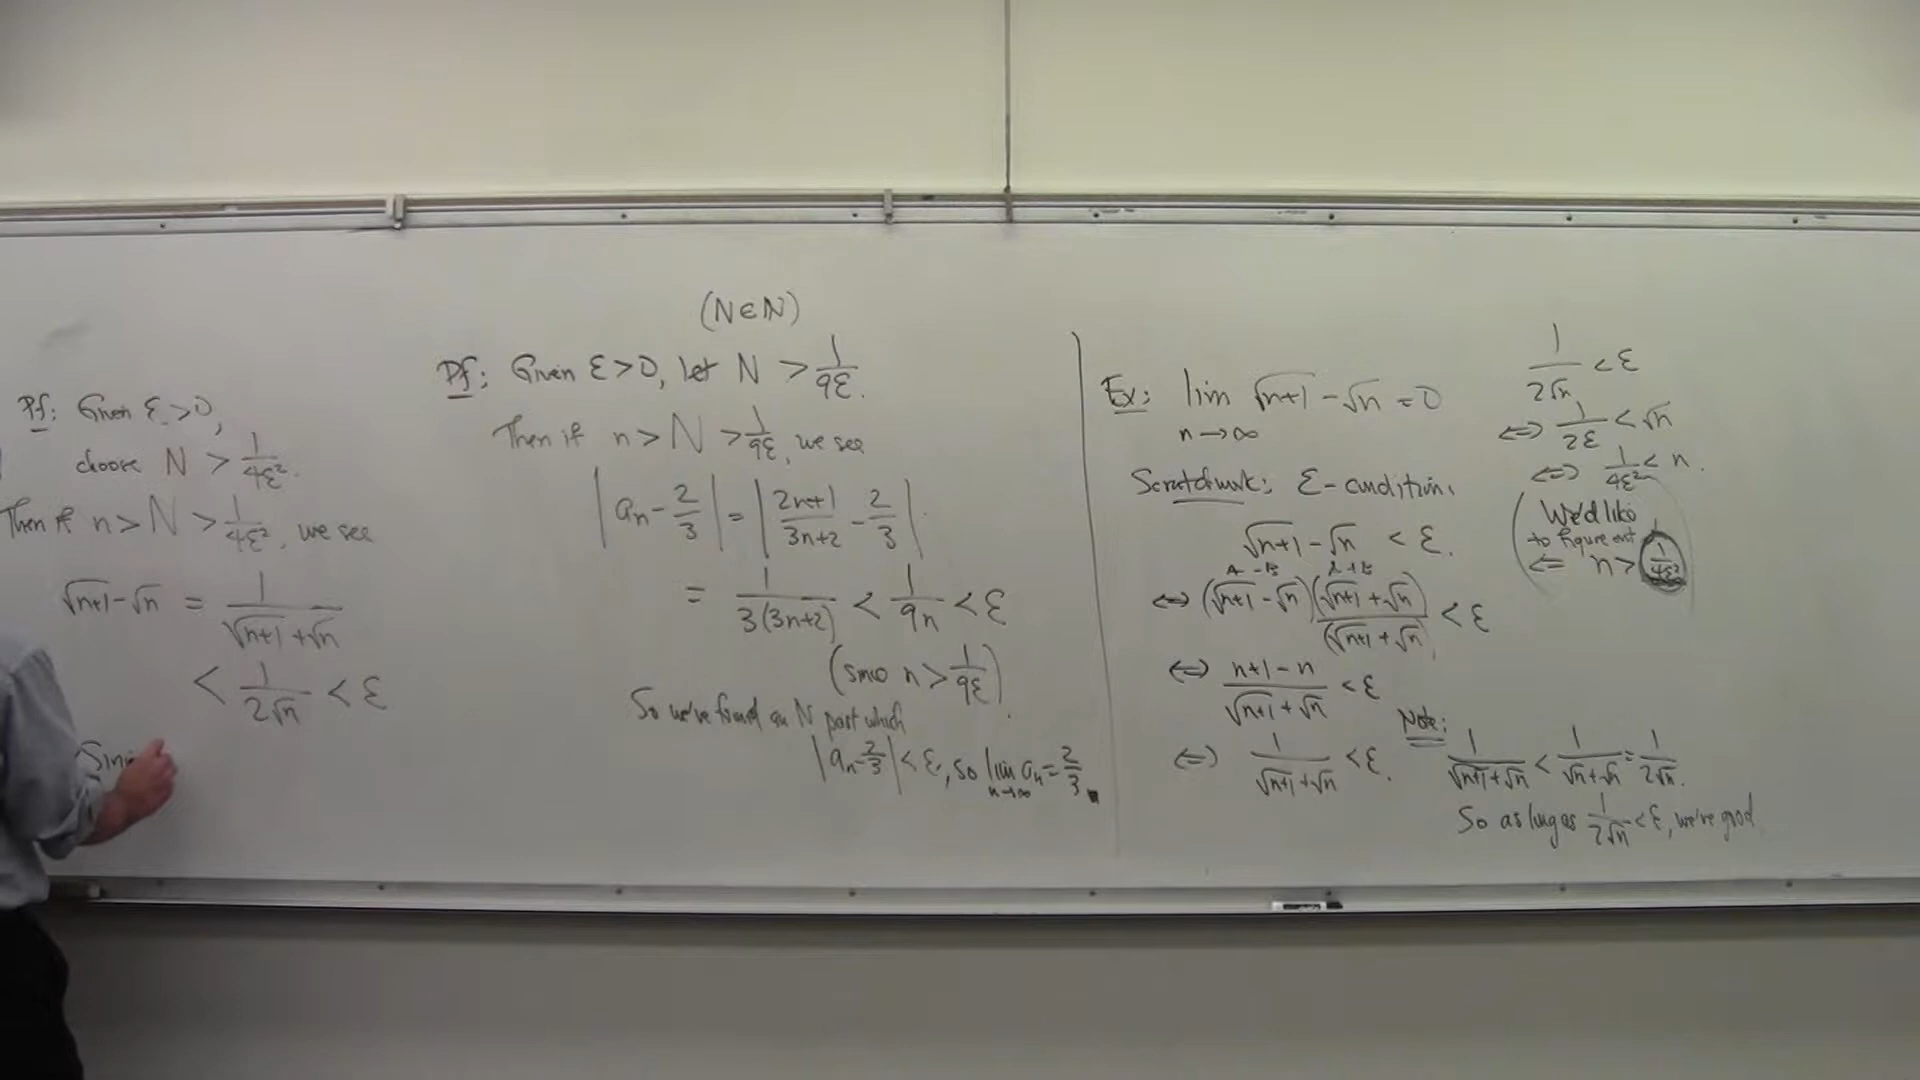 Pf: Given ε>0,
choose N > 1/4ε².
Then if n > N > 1/4ε², we see
√n+1 - √n = 1/(√n+1 + √n)
< 1/2√n < ε
Sin
(N∈ℕ)
Pf: Given ε>0, let N > 1/9ε.
Then if n > N > 1/9ε, we see
|aₙ - 2/3| = |(2n+1)/(3n+2) - 2/3|.
= 1/3(3n+2) < 1/9n < ε
(since n > 1/9ε).
So we've found an N past which
|aₙ - 2/3| < ε, so lim aₙ = 2/3. ■
n→∞
Ex: lim √n+1 - √n = 0
n→∞
Scratchwork: ε-condition:
√n+1 - √n < ε.
A - B A + B
⇔ (√n+1 - √n)(√n+1 + √n)/(√n+1 + √n) < ε
⇔ (n+1-n)/(√n+1 + √n) < ε
⇔ 1/(√n+1 + √n) < ε.
Note: 1/(√n+1 + √n) < 1/(√n + √n) = 1/2√n.
So as long as 1/2√n < ε, we're good
1/2√n < ε
⇔ 1/2ε < √n
⇔ 1/4ε² < n.
(We'd like
to figure out
⇐ n > 1/4ε²